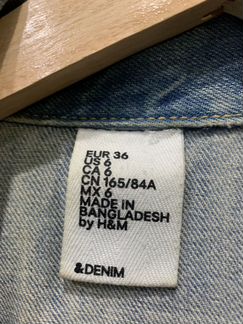 EUR 36
US 6
CA 6
CN 165/84A
MX 6
MADE IN
BANGLADESH
by H&M
&DENIM